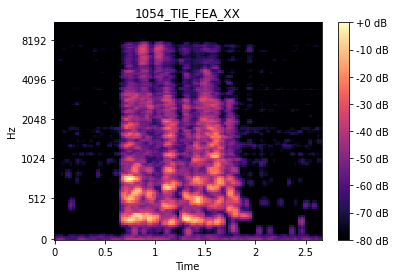 1054_TIE_FEA_XX
+0 dB
8192
-10 dB
4096
-20 dB
-30 dB
2048
Hz
-40 dB
1024
-50 dB
512
-60 dB
-70 dB
0
-80 dB
0 0.5 1 1.5 2 2.5
Time